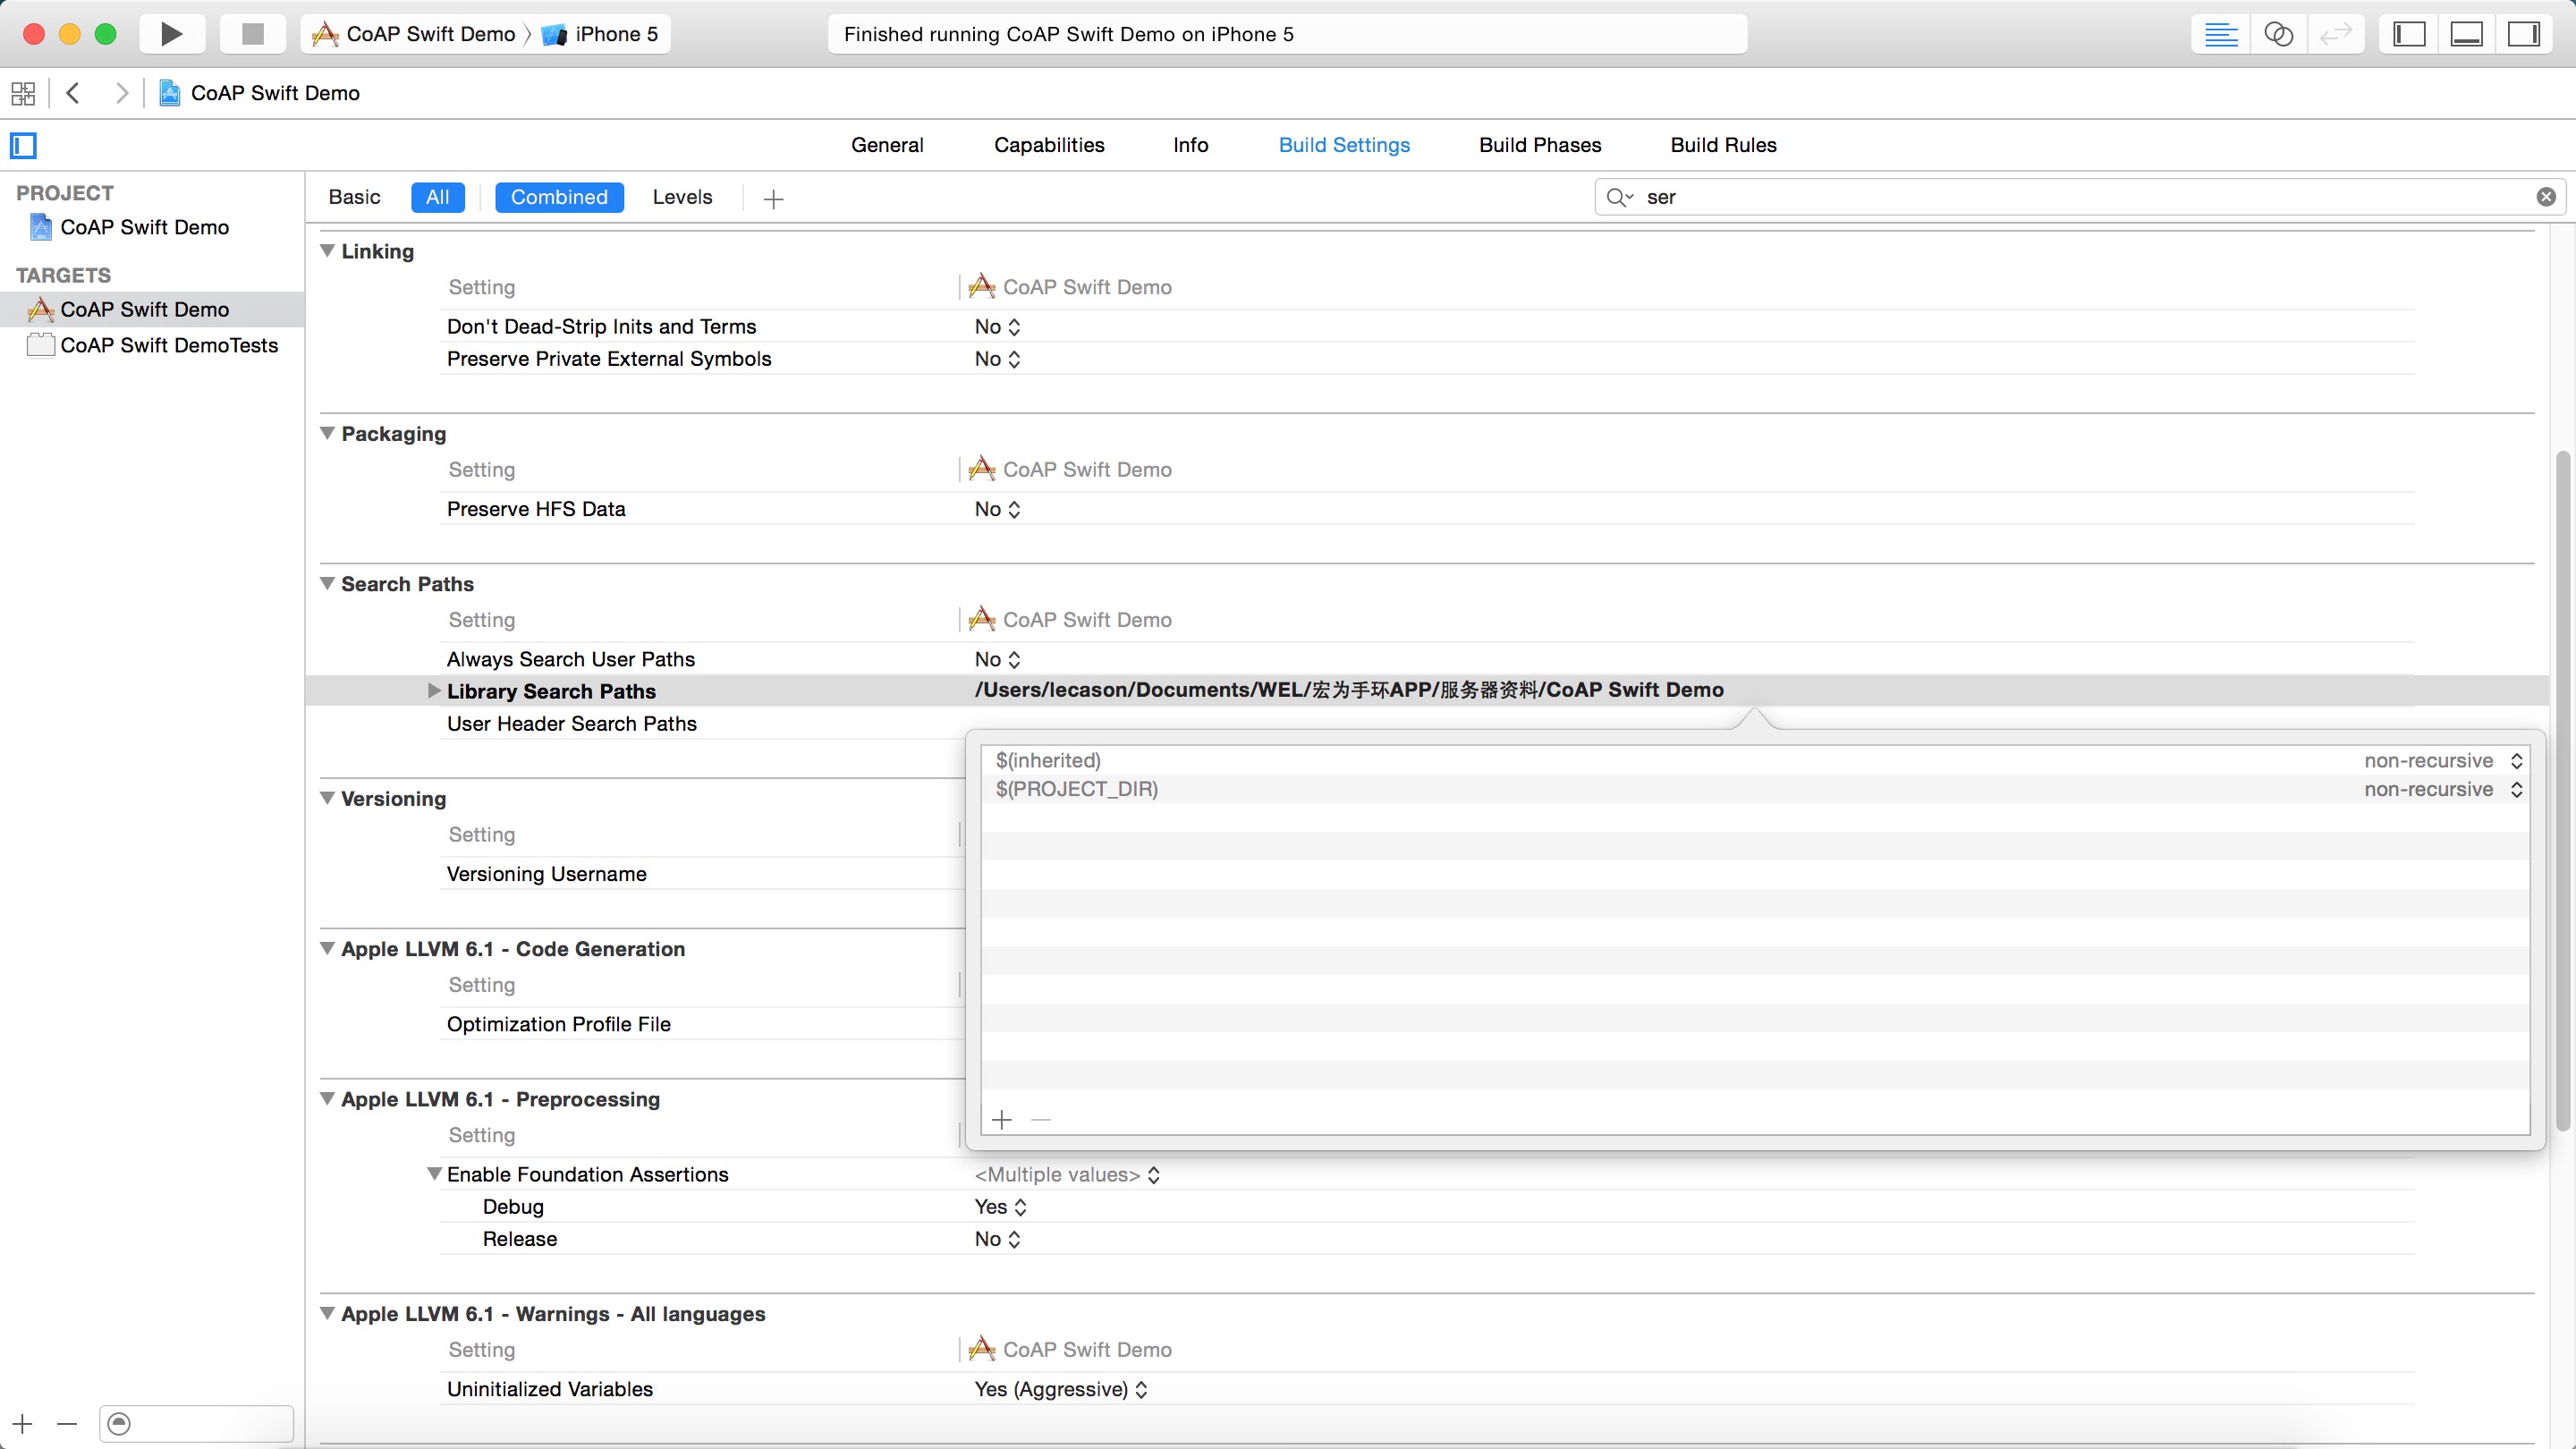 CoAP Swift Demo
iPhone 5
Finished running CoAP Swift Demo on iPhone 5
CoAP Swift Demo
General
Capabilities
Info
Build Settings
Build Phases
Build Rules
PROJECT
CoAP Swift Demo
TARGETS
CoAP Swift Demo
CoAP Swift DemoTests
Basic
All
Combined
Levels
ser
Linking
Setting
CoAP Swift Demo
Don't Dead-Strip Inits and Terms
No
Preserve Private External Symbols
No
Packaging
Setting
CoAP Swift Demo
Preserve HFS Data
No
Search Paths
Setting
CoAP Swift Demo
Always Search User Paths
No
Library Search Paths
/Users/lecason/Documents/WEL/宏为手环APP/服务器资料/CoAP Swift Demo
User Header Search Paths
$(inherited)
non-recursive
$(PROJECT_DIR)
non-recursive
Versioning
Setting
Versioning Username
Apple LLVM 6.1 - Code Generation
Setting
Optimization Profile File
Apple LLVM 6.1 - Preprocessing
Setting
Enable Foundation Assertions
<Multiple values>
Debug
Yes
Release
No
Apple LLVM 6.1 - Warnings - All languages
Setting
CoAP Swift Demo
Uninitialized Variables
Yes (Aggressive)